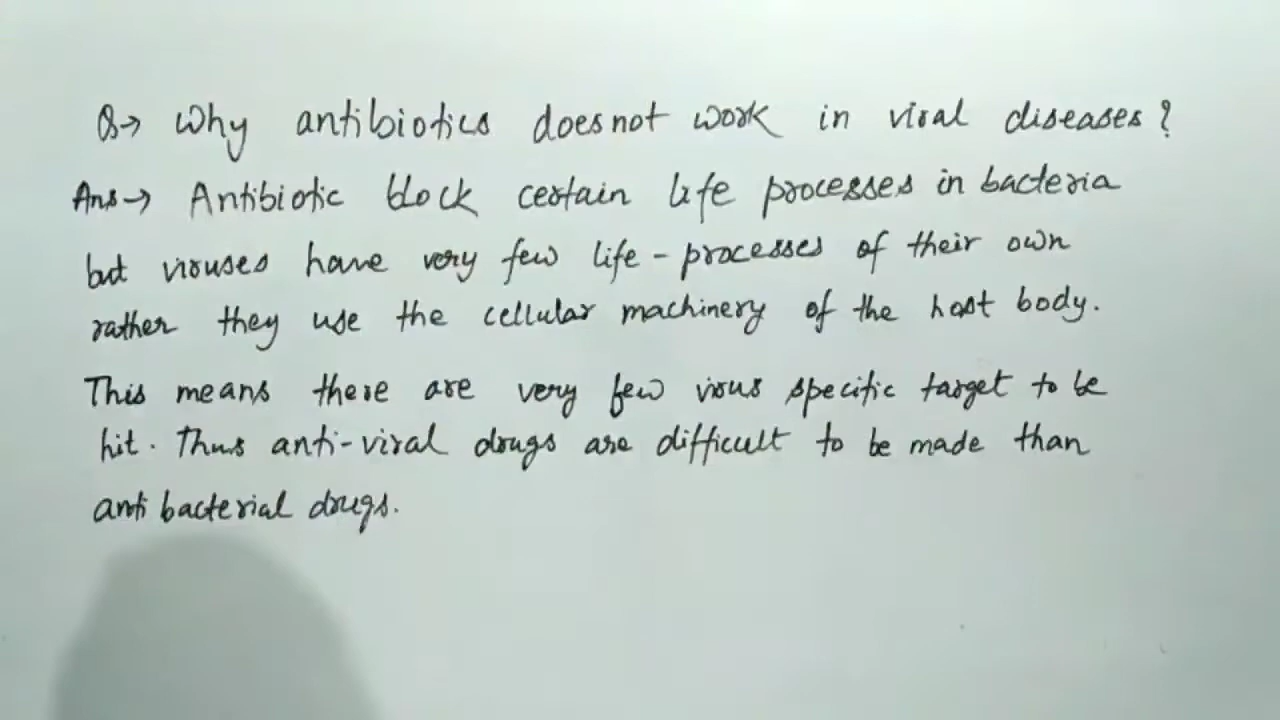 Q→ Why antibiotics does not work in viral diseases?
Ans→ Antibiotic block certain life processes in bacteria
but viruses have very few life-processes of their own
rather they use the cellular machinery of the host body.
This means there are very few virus specific target to be
hit. Thus anti-viral drugs are difficult to be made than
anti bacterial drugs.